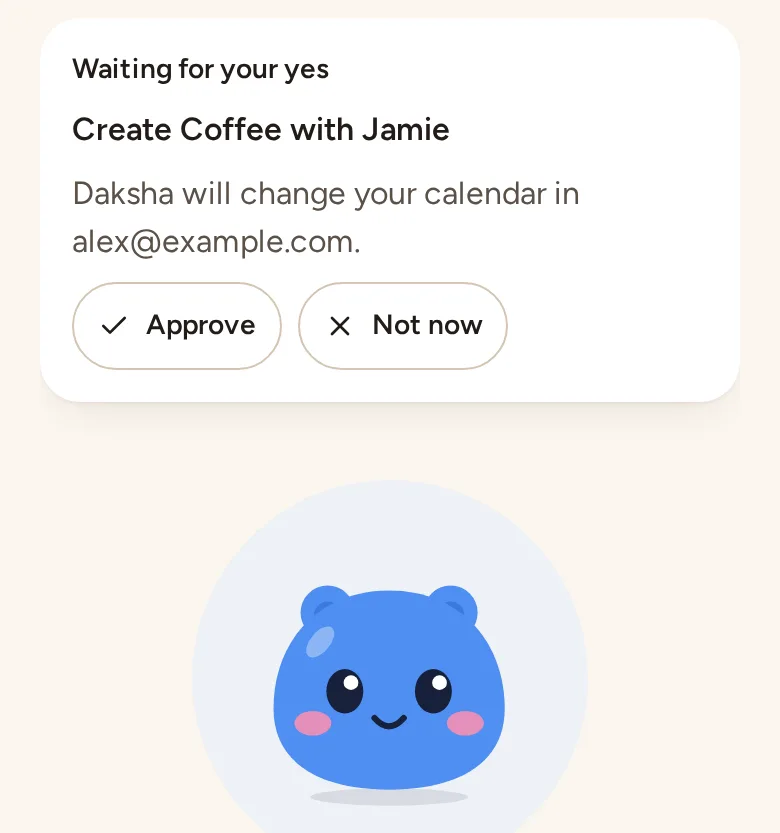 Waiting for your yes
Create Coffee with Jamie
Daksha will change your calendar in
alex@example.com.
Approve
Not now